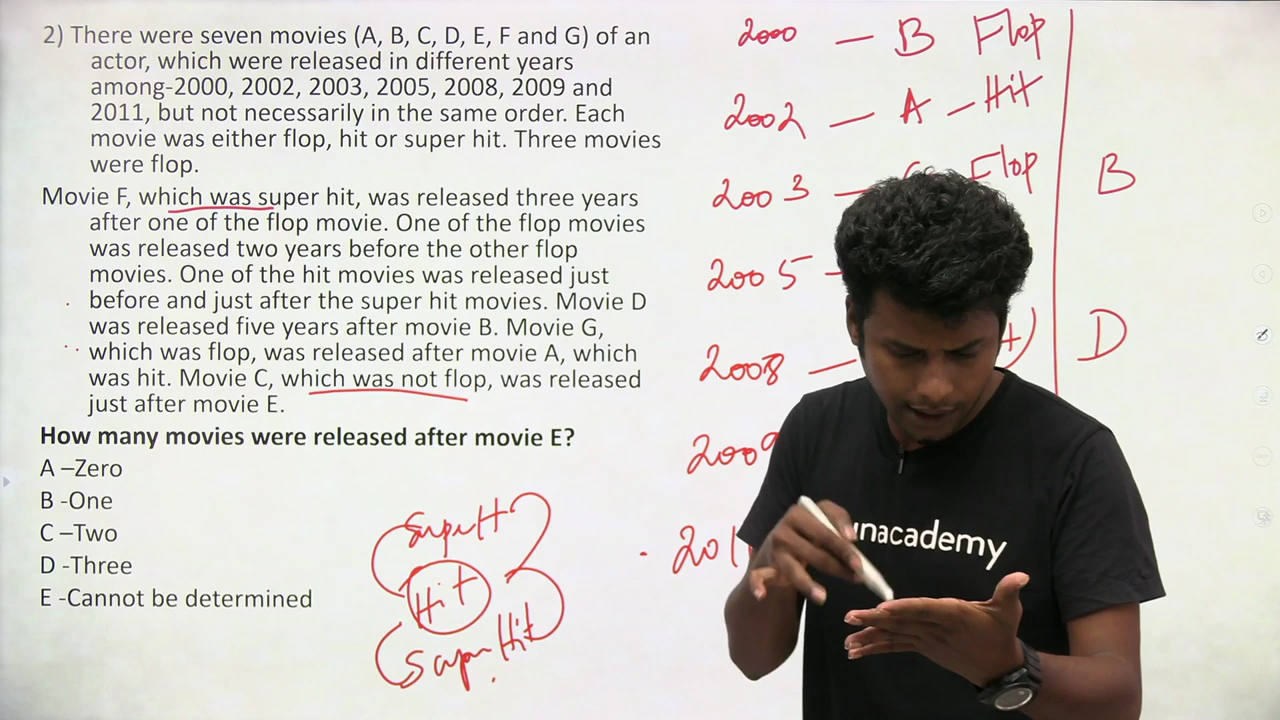 2) There were seven movies (A, B, C, D, E, F and G) of an
actor, which were released in different years
among-2000, 2002, 2003, 2005, 2008, 2009 and
2011, but not necessarily in the same order. Each
movie was either flop, hit or super hit. Three movies
were flop.
Movie F, which was super hit, was released three years
after one of the flop movie. One of the flop movies
was released two years before the other flop
movies. One of the hit movies was released just
before and just after the super hit movies. Movie D
was released five years after movie B. Movie G,
which was flop, was released after movie A, which
was hit. Movie C, which was not flop, was released
just after movie E.
How many movies were released after movie E?
A –Zero
B -One
C –Two
D -Three
E -Cannot be determined
SuperH
Hit
Super Hit
2000 — B Flop
2002 — A - Hit
2003 — Flop
2005 -
2008 —
2009
201
B
D
unacademy